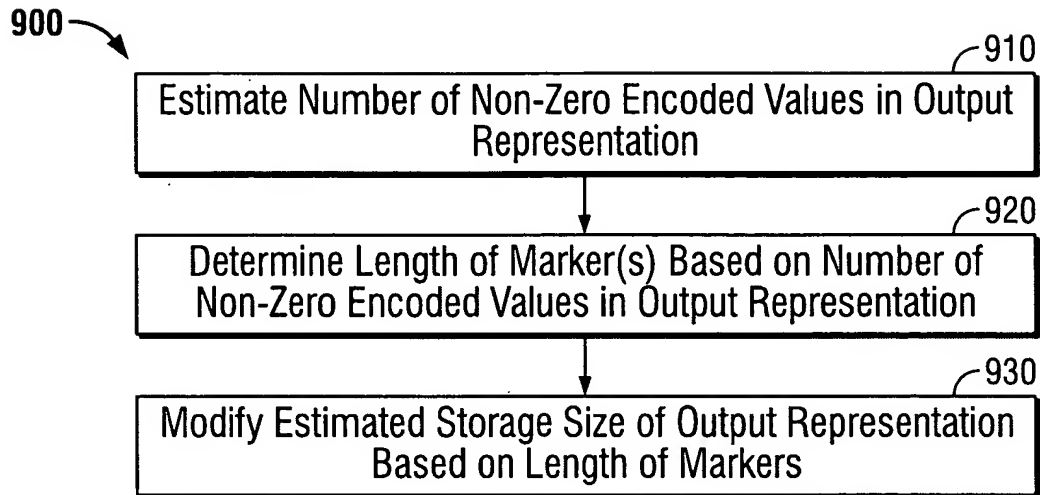 900
910
Estimate Number of Non-Zero Encoded Values in Output
Representation
920
Determine Length of Marker(s) Based on Number of
Non-Zero Encoded Values in Output Representation
930
Modify Estimated Storage Size of Output Representation
Based on Length of Markers